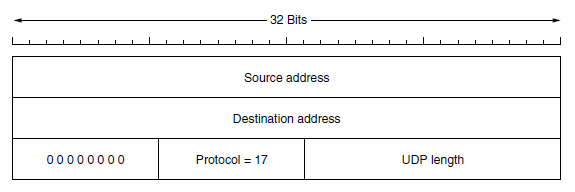 32 Bits
Source address
Destination address
0 0 0 0 0 0 0 0 Protocol = 17 UDP length